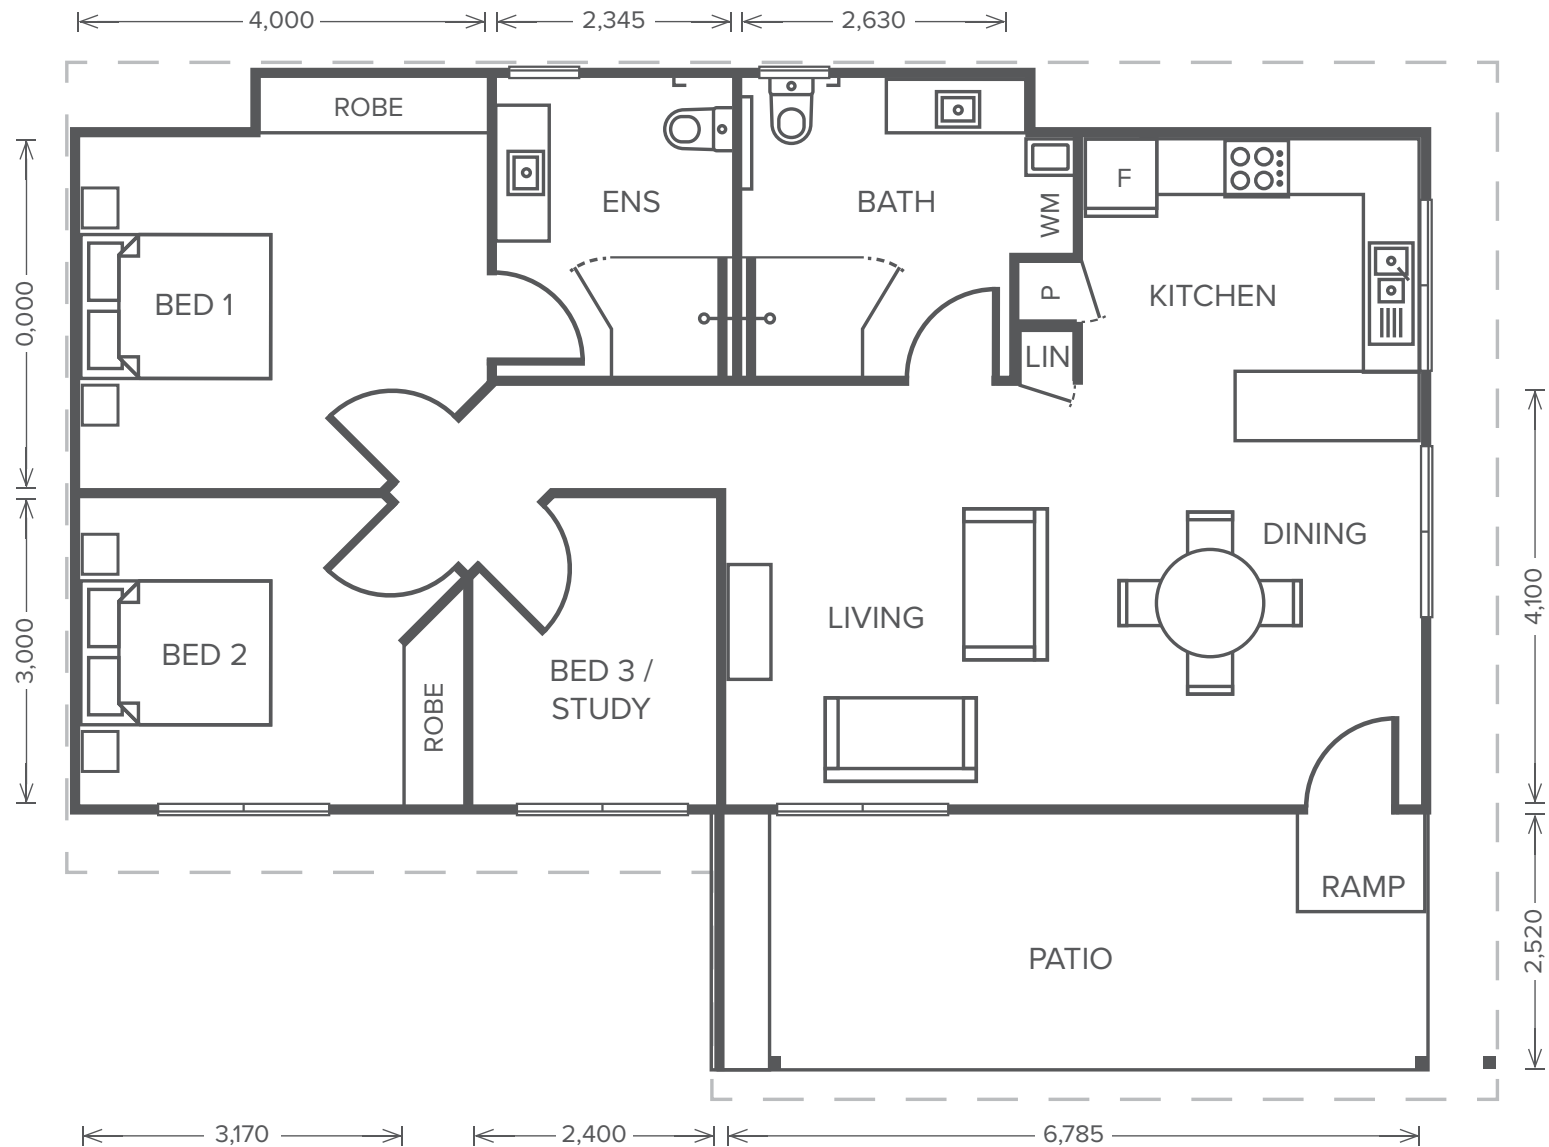 4,000
2,345
2,630
ROBE
F
ENS
BATH
WM
0,000
BED 1
P
KITCHEN
LIN
DINING
4,100
LIVING
3,000
BED 2
BED 3 /
STUDY
ROBE
RAMP
2,520
PATIO
3,170
2,400
6,785